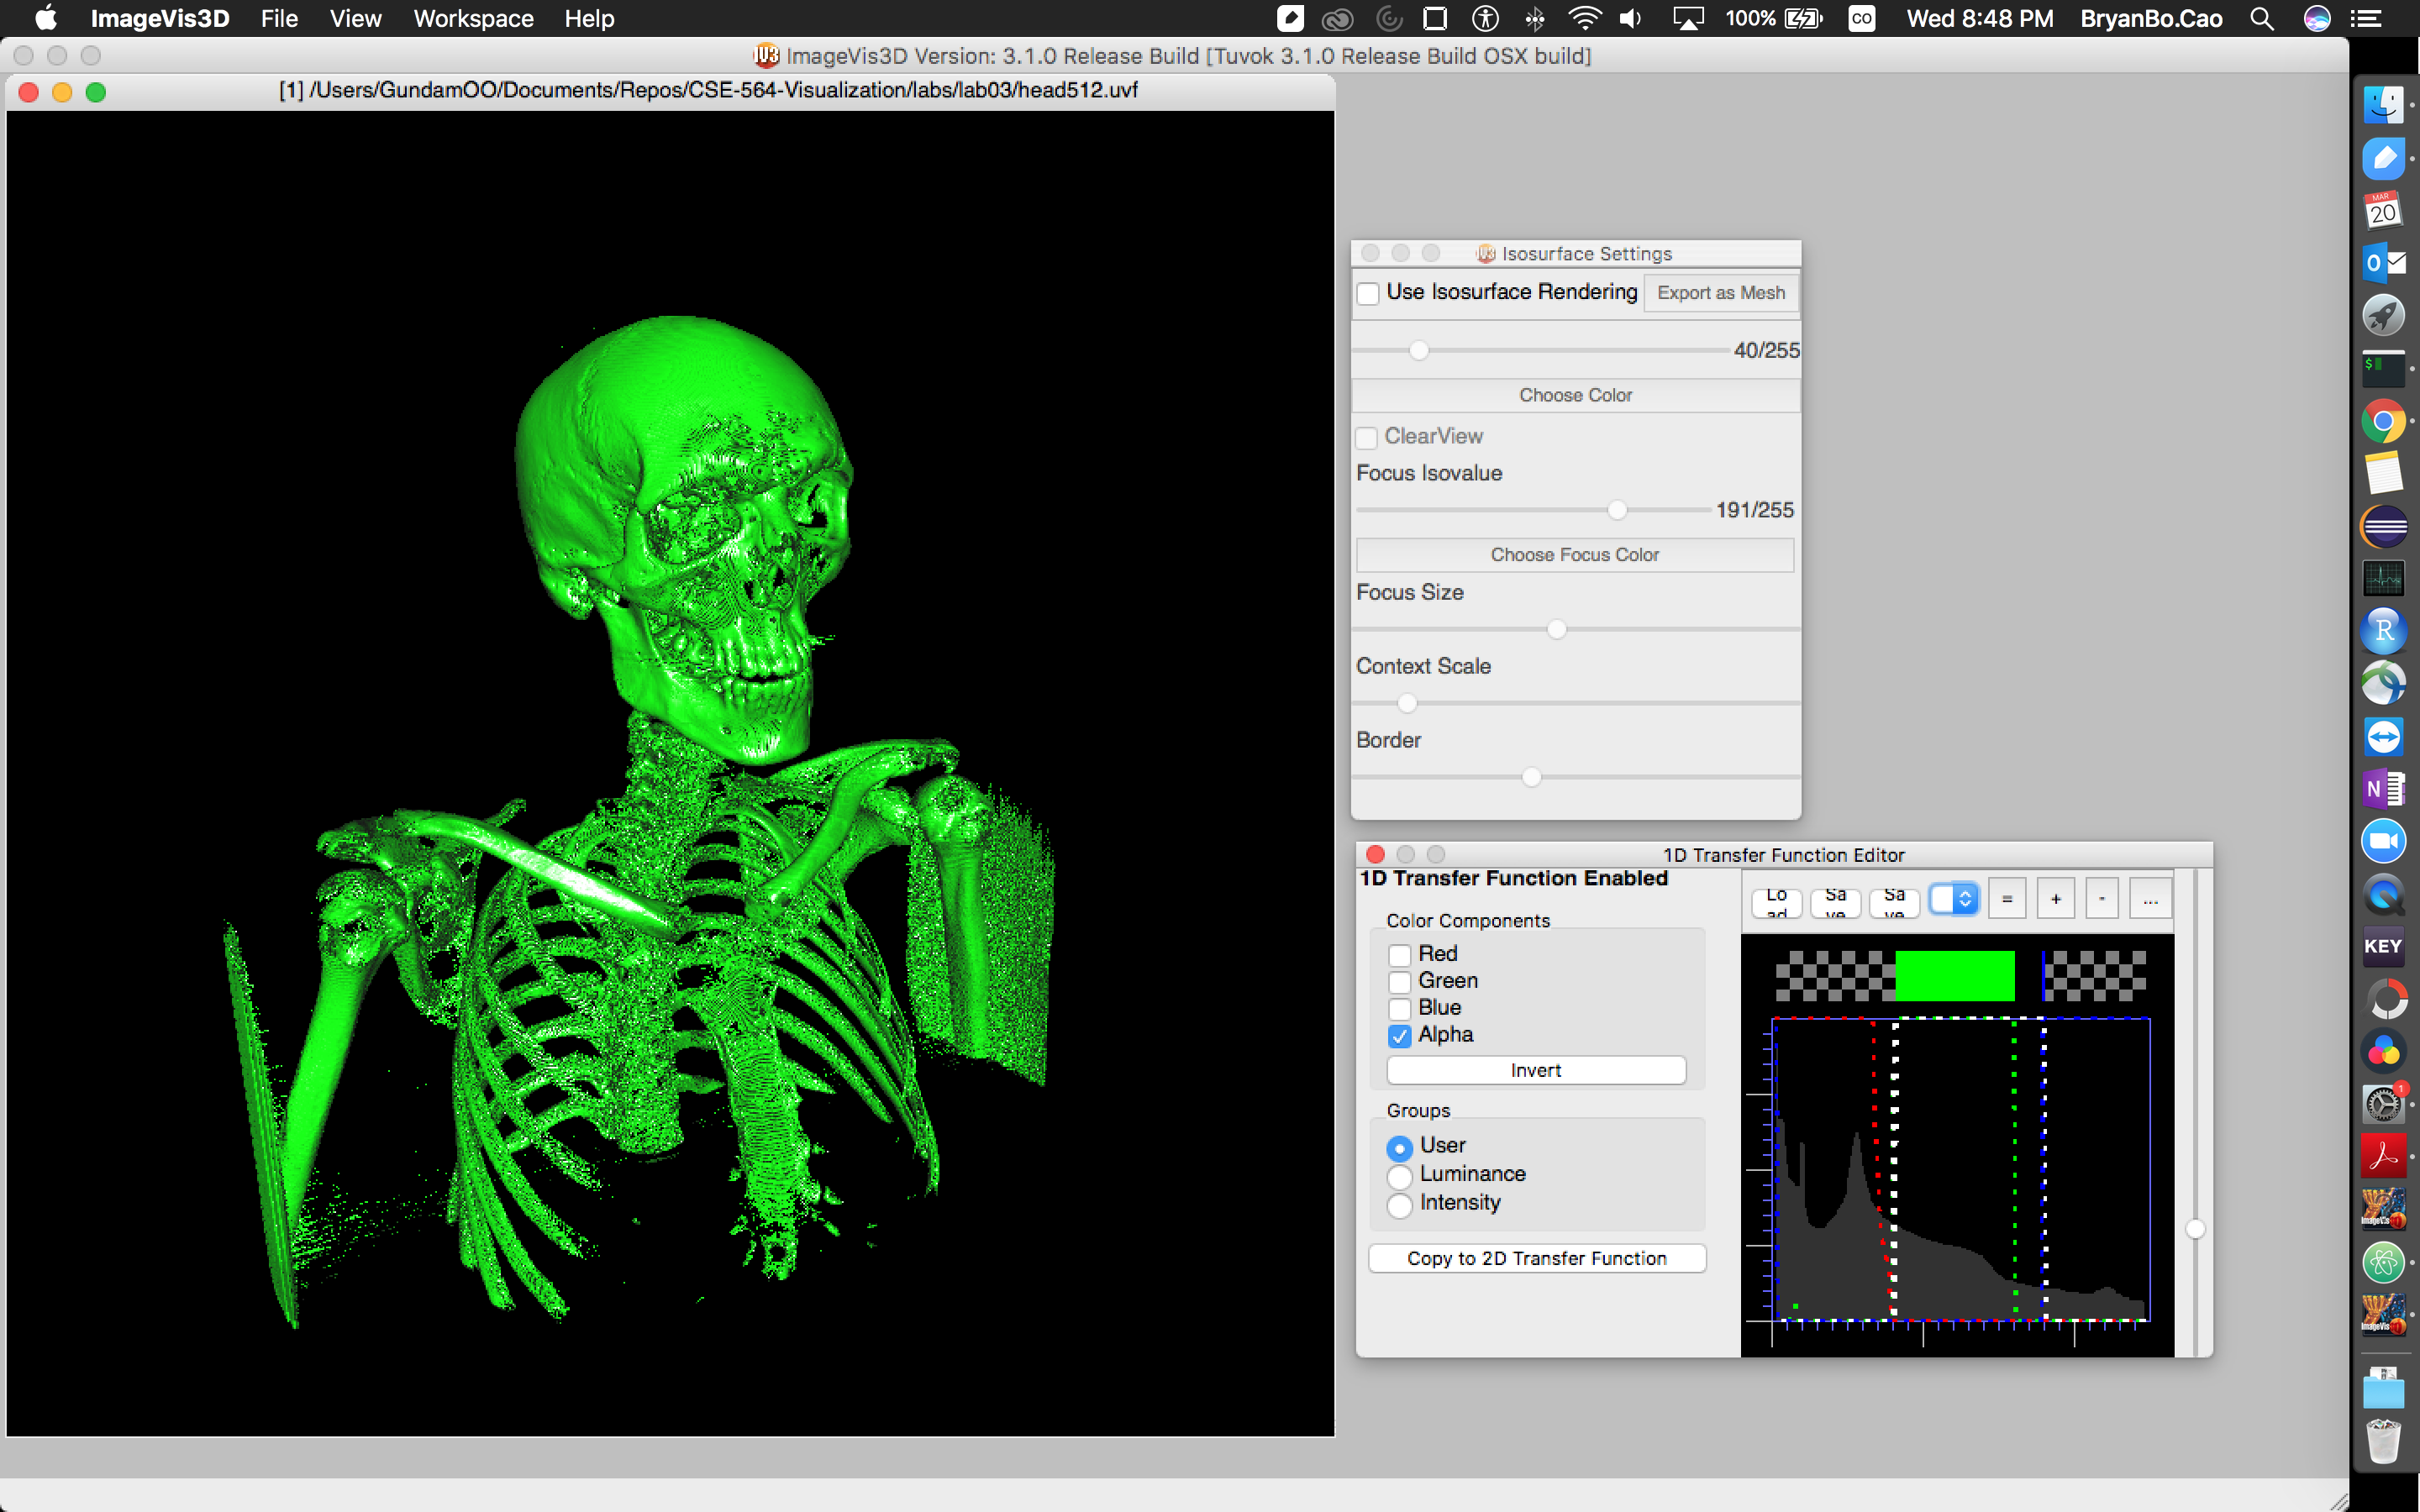 ImageVis3D File View Workspace Help 100% CO Wed 8:48 PM BryanBo.Cao
IV3 ImageVis3D Version: 3.1.0 Release Build [Tuvok 3.1.0 Release Build OSX build]
[1] /Users/GundamOO/Documents/Repos/CSE-564-Visualization/labs/lab03/head512.uvf
Isosurface Settings
Use Isosurface Rendering Export as Mesh
40/255
Choose Color
ClearView
Focus Isovalue
191/255
Choose Focus Color
Focus Size
Context Scale
Border
1D Transfer Function Editor
1D Transfer Function Enabled
Color Components
Red
Green
Blue
Alpha
Invert
Groups
User
Luminance
Intensity
Copy to 2D Transfer Function
Lo
ad
Sa
ve
Sa
ve
= + - ...
MAR
20
O
$
R
N
KEY
1